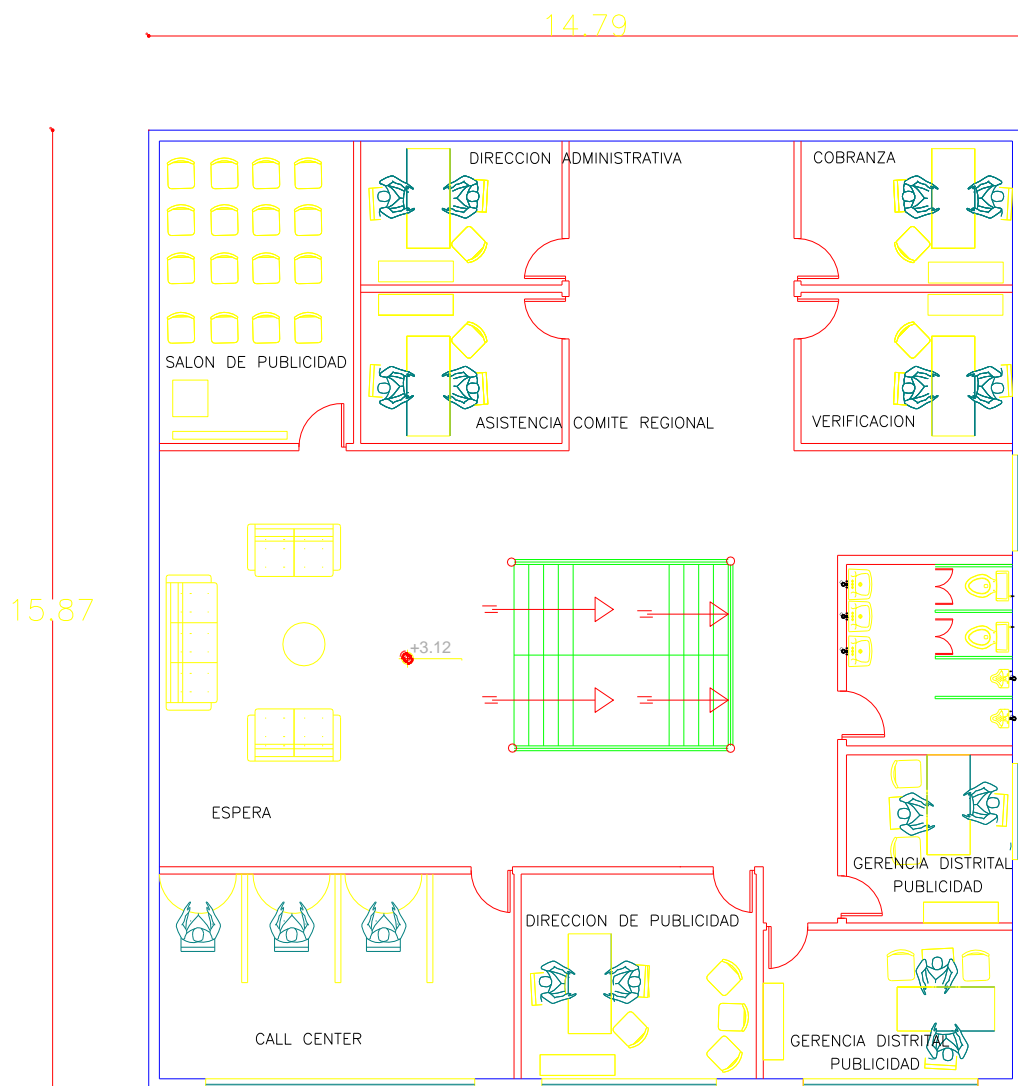 14.79
DIRECCION ADMINISTRATIVA
COBRANZA
SALON DE PUBLICIDAD
ASISTENCIA COMITE REGIONAL
VERIFICACION
15.87
+3.12
ESPERA
GERENCIA DISTRITAL
PUBLICIDAD
DIRECCION DE PUBLICIDAD
CALL CENTER
GERENCIA DISTRITAL
PUBLICIDAD